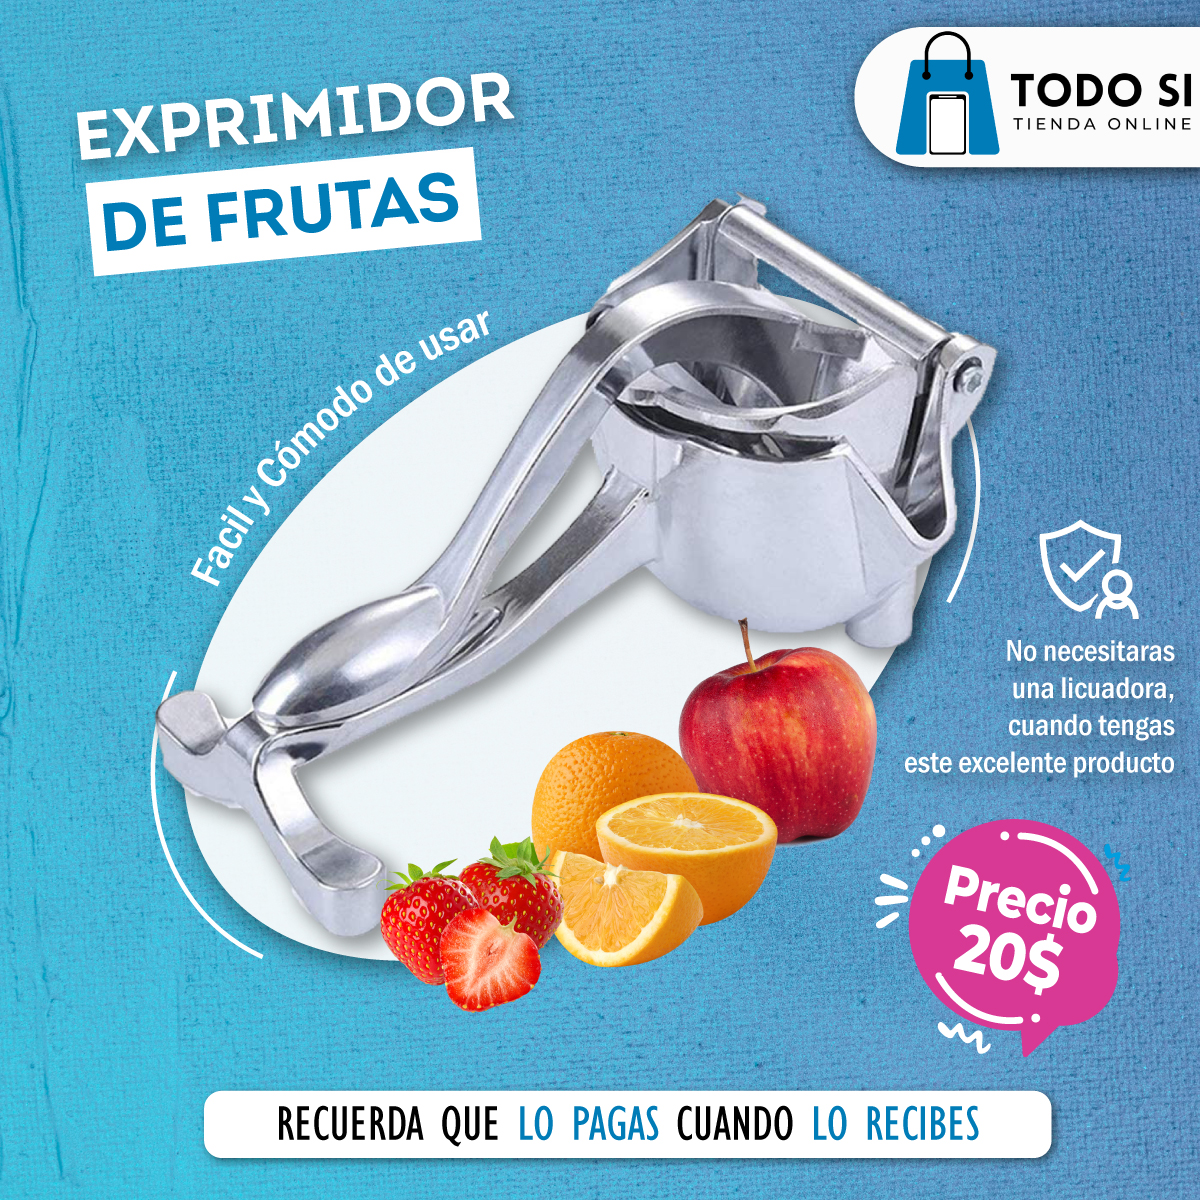 EXPRIMIDOR
DE FRUTAS
TODO SI
TIENDA ONLINE
Facil y Cómodo de usar
No necesitaras
una licuadora,
cuando tengas
este excelente producto
Precio
20$
RECUERDA QUE LO PAGAS CUANDO LO RECIBES